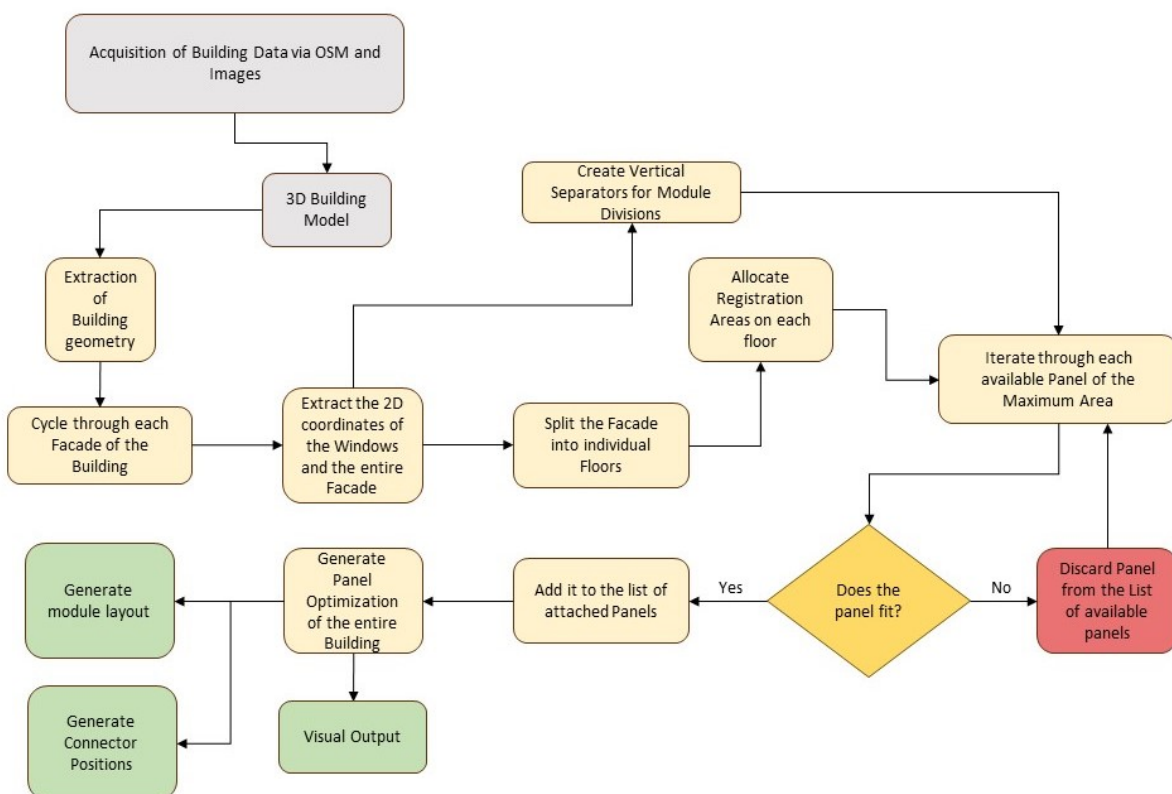 Acquisition of Building Data via OSM and
Images
3D Building
Model
Extraction
of
Building
geometry
Cycle through each
Facade of the
Building
Extract the 2D
coordinates of
the Windows
and the entire
Facade
Create Vertical
Separators for Module
Divisions
Split the Facade
into individual
Floors
Allocate
Registration
Areas on each
floor
Iterate through each
available Panel of the
Maximum Area
Does the
panel fit?
No
Discard Panel
from the List
of available
panels
Yes
Add it to the list of
attached Panels
Generate
Panel
Optimization
of the entire
Building
Generate
module layout
Generate
Connector
Positions
Visual Output